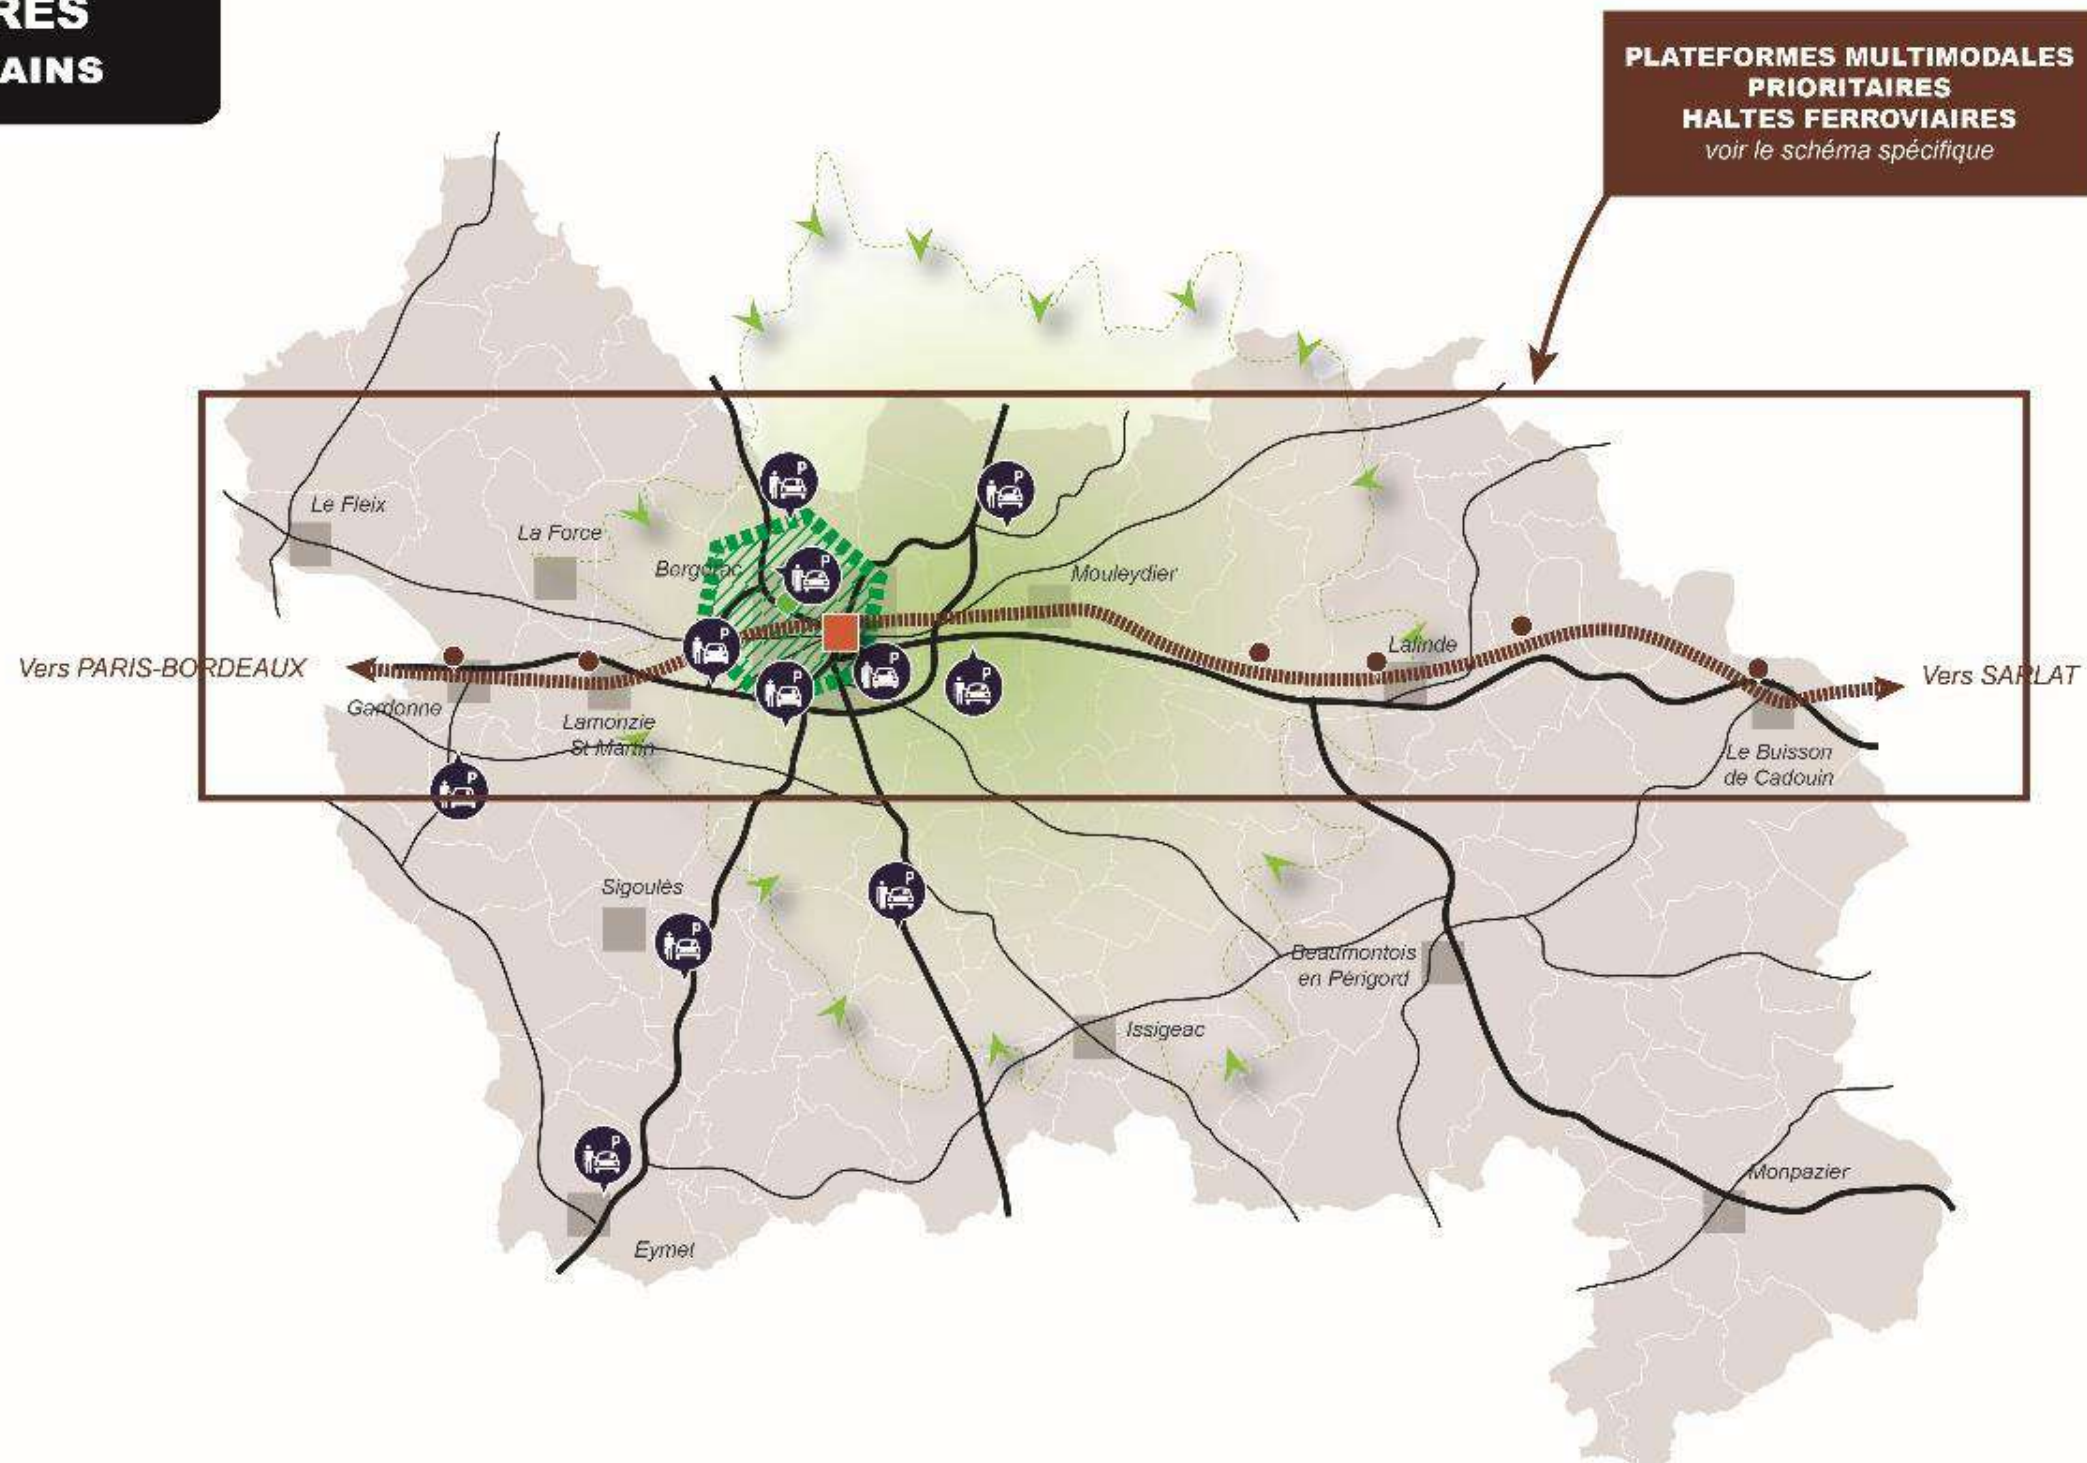 RES
AINS
PLATEFORMES MULTIMODALES
PRIORITAIRES
HALTES FERROVIAIRES
voir le schéma spécifique
Le Fleix
La Force
Bergerac
Mouleydier
Lalinde
Vers PARIS-BORDEAUX
Vers SARLAT
Gardonne
Lamonzie
St Martin
Le Buisson
de Cadouin
Sigoulès
Beaumontois
en Périgord
Issigeac
Monpazier
Eymet
P
P
P
P
P
P
P
P
P
P
P